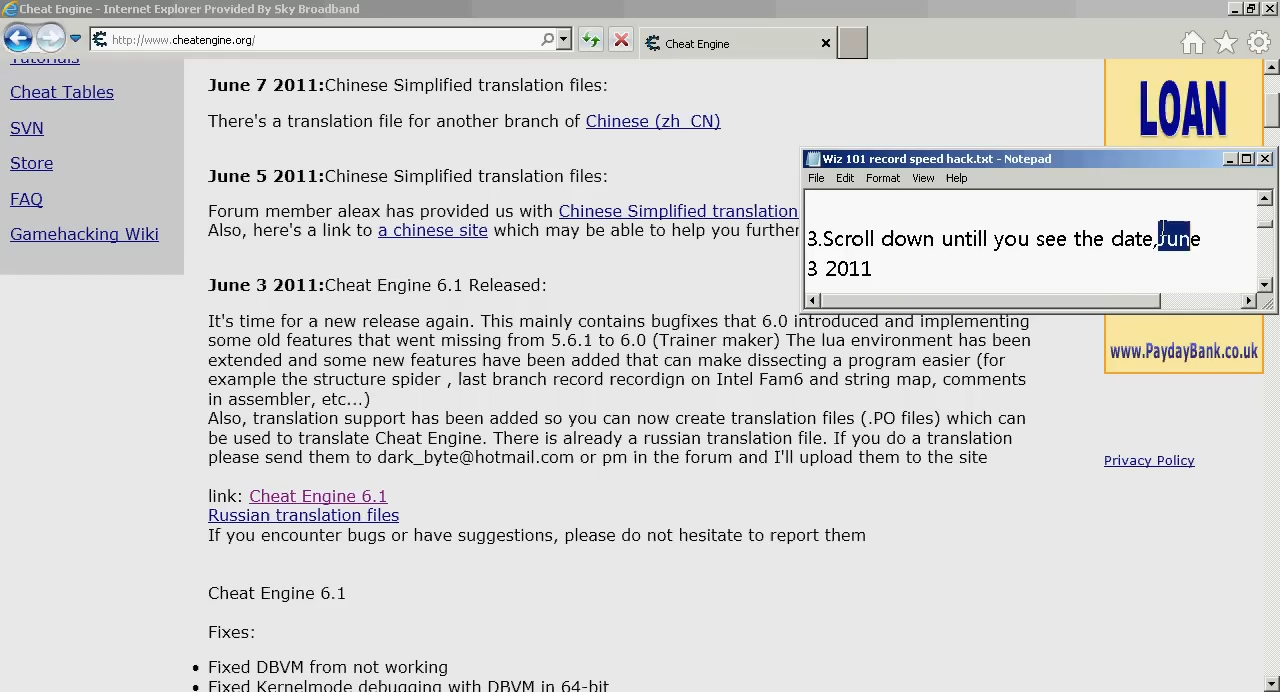 Cheat Engine - Internet Explorer Provided By Sky Broadband
http://www.cheatengine.org/
Cheat Engine
Tutorials
Cheat Tables
SVN
Store
FAQ
Gamehacking Wiki
June 7 2011:Chinese Simplified translation files:
There's a translation file for another branch of Chinese (zh_CN)
June 5 2011:Chinese Simplified translation files:
Forum member aleax has provided us with Chinese Simplified translation
Also, here's a link to a chinese site which may be able to help you further
June 3 2011:Cheat Engine 6.1 Released:
It's time for a new release again. This mainly contains bugfixes that 6.0 introduced and implementing
some old features that went missing from 5.6.1 to 6.0 (Trainer maker) The lua environment has been
extended and some new features have been added that can make dissecting a program easier (for
example the structure spider , last branch record recordign on Intel Fam6 and string map, comments
in assembler, etc...)
Also, translation support has been added so you can now create translation files (.PO files) which can
be used to translate Cheat Engine. There is already a russian translation file. If you do a translation
please send them to dark_byte@hotmail.com or pm in the forum and I'll upload them to the site
link: Cheat Engine 6.1
Russian translation files
If you encounter bugs or have suggestions, please do not hesitate to report them
Cheat Engine 6.1
Fixes:
Fixed DBVM from not working
Fixed Kernelmode debugging with DBVM in 64-bit
LOAN
Wiz 101 record speed hack.txt - Notepad
File Edit Format View Help
3.Scroll down untill you see the date,June
3 2011
www.PaydayBank.co.uk
Privacy Policy